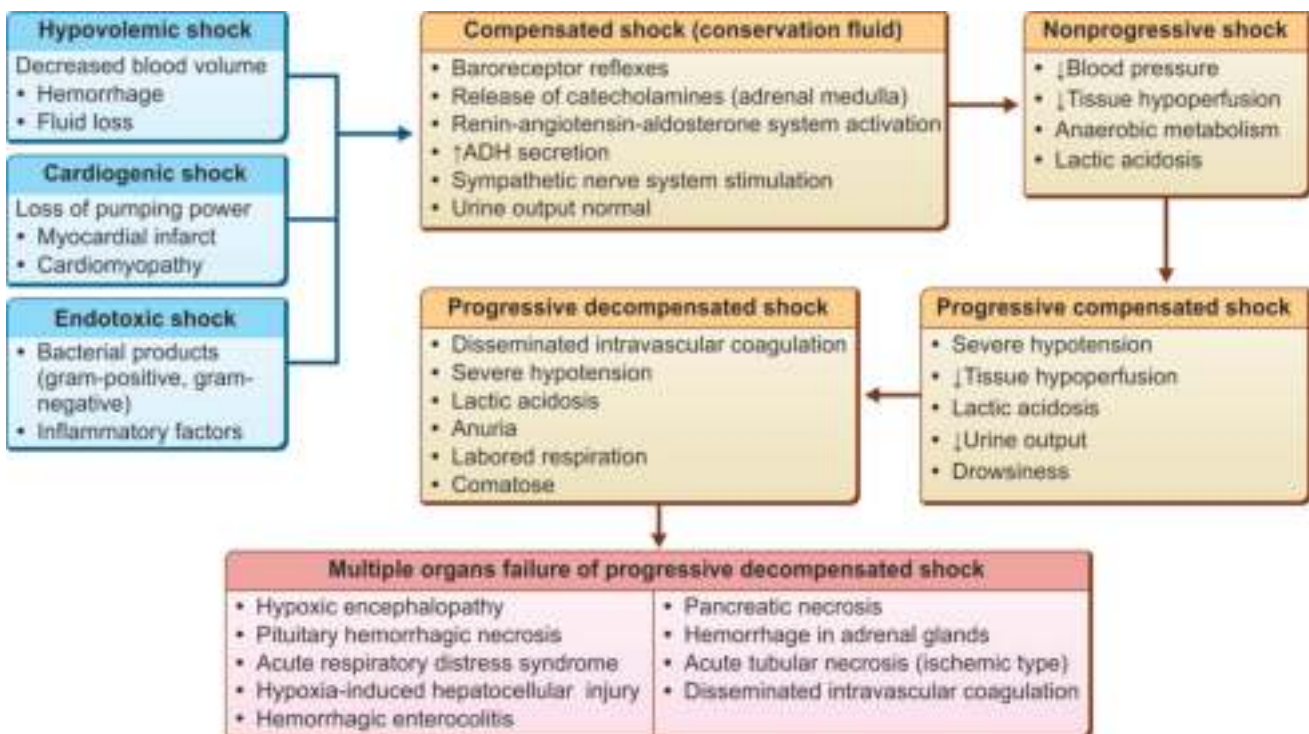 Hypovolemic shock
Decreased blood volume
• Hemorrhage
• Fluid loss
Cardiogenic shock
Loss of pumping power
• Myocardial infarct
• Cardiomyopathy
Endotoxic shock
• Bacterial products
(gram-positive, gram-
negative)
• Inflammatory factors
Compensated shock (conservation fluid)
• Baroreceptor reflexes
• Release of catecholamines (adrenal medulla)
• Renin-angiotensin-aldosterone system activation
• ↑ADH secretion
• Sympathetic nerve system stimulation
• Urine output normal
Nonprogressive shock
• ↓Blood pressure
• ↓Tissue hypoperfusion
• Anaerobic metabolism
• Lactic acidosis
Progressive compensated shock
• Severe hypotension
• ↓Tissue hypoperfusion
• Lactic acidosis
• ↓Urine output
• Drowsiness
Progressive decompensated shock
• Disseminated intravascular coagulation
• Severe hypotension
• Lactic acidosis
• Anuria
• Labored respiration
• Comatose
Multiple organs failure of progressive decompensated shock
• Hypoxic encephalopathy
• Pituitary hemorrhagic necrosis
• Acute respiratory distress syndrome
• Hypoxia-induced hepatocellular injury
• Hemorrhagic enterocolitis
• Pancreatic necrosis
• Hemorrhage in adrenal glands
• Acute tubular necrosis (ischemic type)
• Disseminated intravascular coagulation